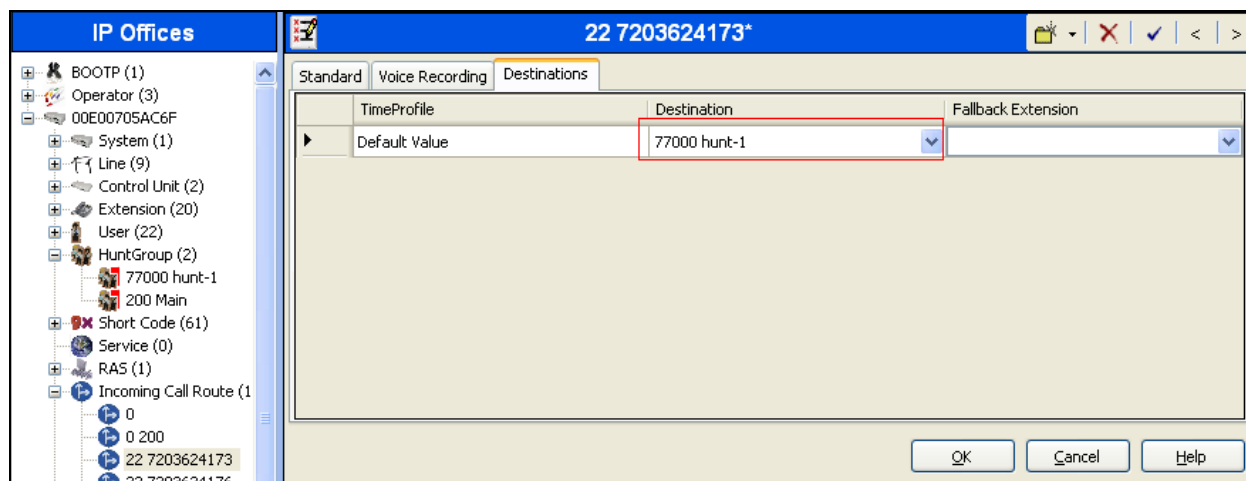 IP Offices
BOOTP (1)
Operator (3)
00E00705AC6F
System (1)
Line (9)
Control Unit (2)
Extension (20)
User (22)
HuntGroup (2)
77000 hunt-1
200 Main
Short Code (61)
Service (0)
RAS (1)
Incoming Call Route (1
0
0 200
22 7203624173
22 7203624176
22 7203624173*
< >
Standard Voice Recording Destinations
TimeProfile Destination Fallback Extension
Default Value 77000 hunt-1
OK Cancel Help